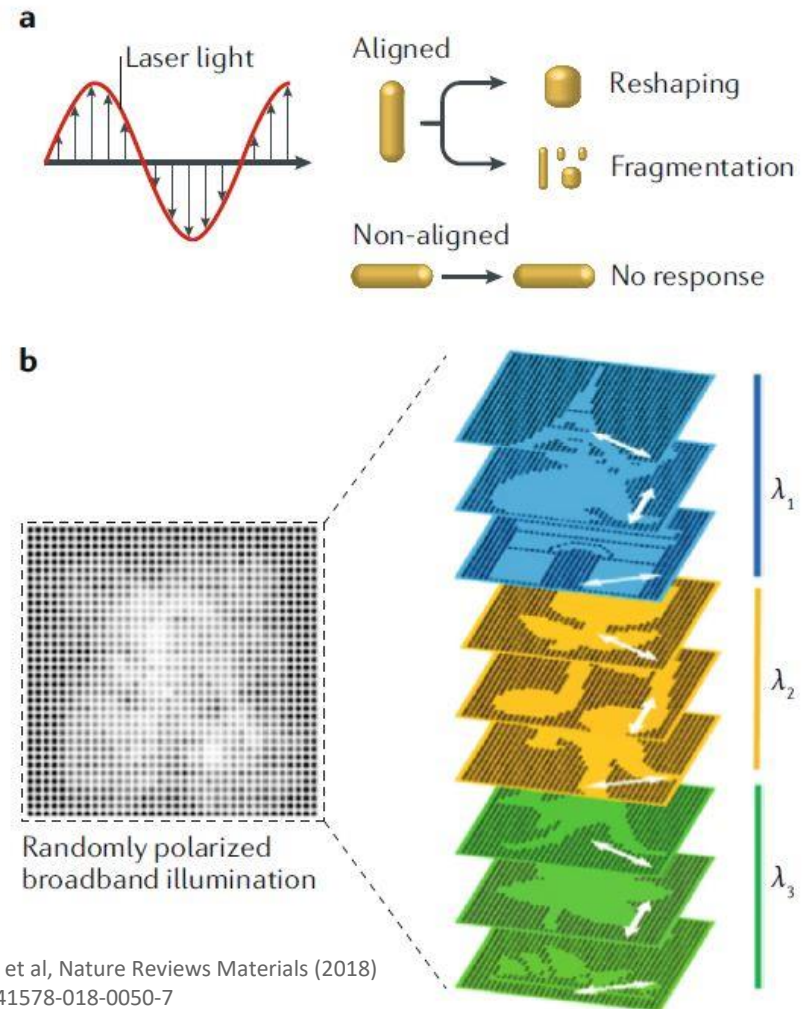 a
Laser light
Aligned
Reshaping
Fragmentation
Non-aligned
No response
b
λ1
λ2
λ3
Randomly polarized
broadband illumination
et al, Nature Reviews Materials (2018)
41578-018-0050-7